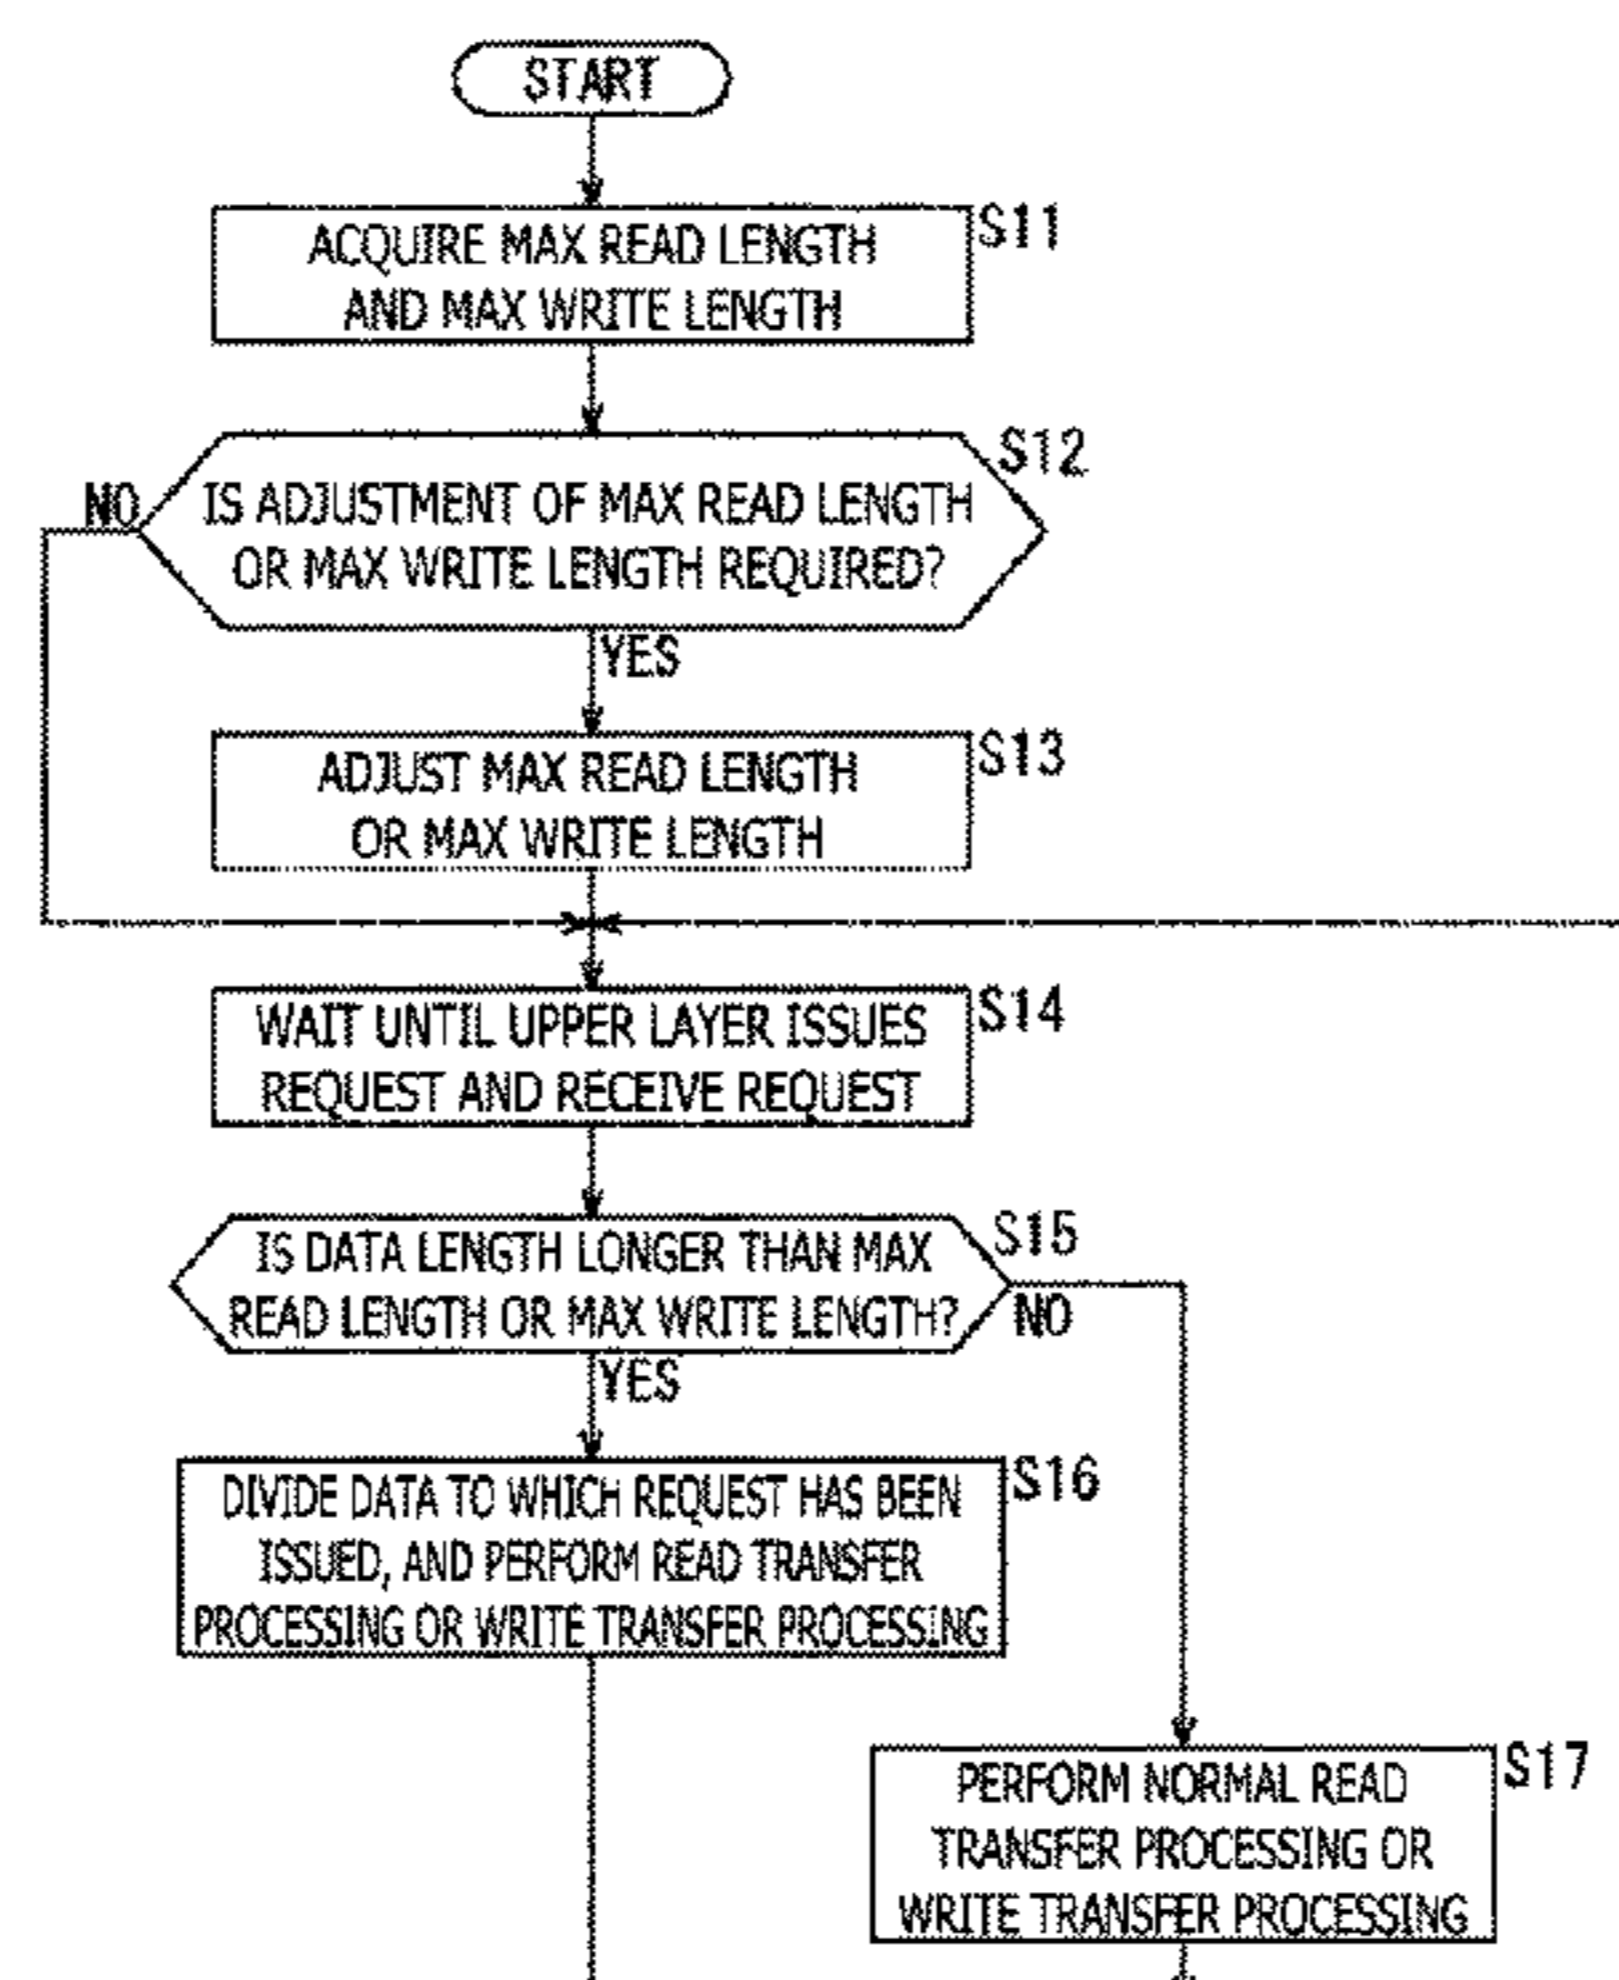 START
S11
ACQUIRE MAX READ LENGTH
AND MAX WRITE LENGTH
S12
NO
IS ADJUSTMENT OF MAX READ LENGTH
OR MAX WRITE LENGTH REQUIRED?
YES
S13
ADJUST MAX READ LENGTH
OR MAX WRITE LENGTH
S14
WAIT UNTIL UPPER LAYER ISSUES
REQUEST AND RECEIVE REQUEST
S15
IS DATA LENGTH LONGER THAN MAX
READ LENGTH OR MAX WRITE LENGTH?
NO
YES
S16
DIVIDE DATA TO WHICH REQUEST HAS BEEN
ISSUED, AND PERFORM READ TRANSFER
PROCESSING OR WRITE TRANSFER PROCESSING
S17
PERFORM NORMAL READ
TRANSFER PROCESSING OR
WRITE TRANSFER PROCESSING